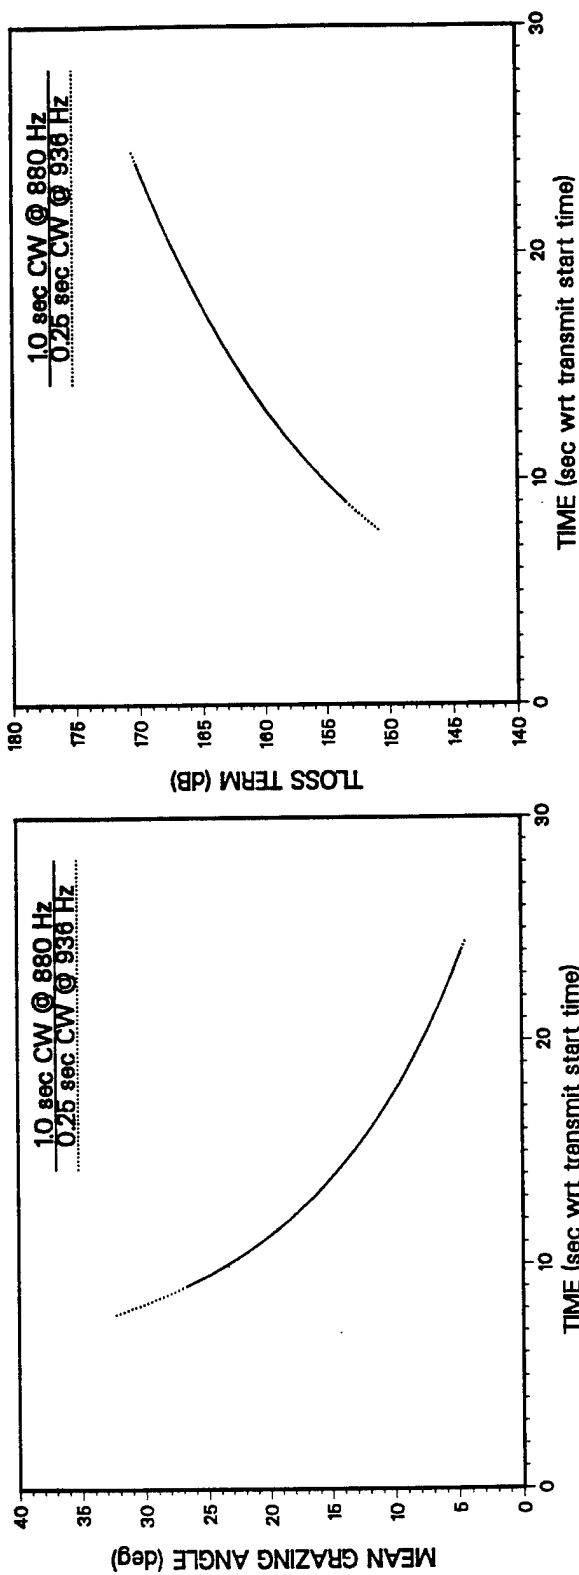 MEAN GRAZING ANGLE (deg)
40
35
30
25
20
15
10
5
0
1.0 sec CW @ 880 Hz
0.25 sec CW @ 936 Hz
0 10 20 30
TIME (sec wrt transmit start time)
TLOSS TERM (dB)
180
175
170
165
160
155
150
145
140
1.0 sec CW @ 880 Hz
0.25 sec CW @ 936 Hz
0 10 20 30
TIME (sec wrt transmit start time)